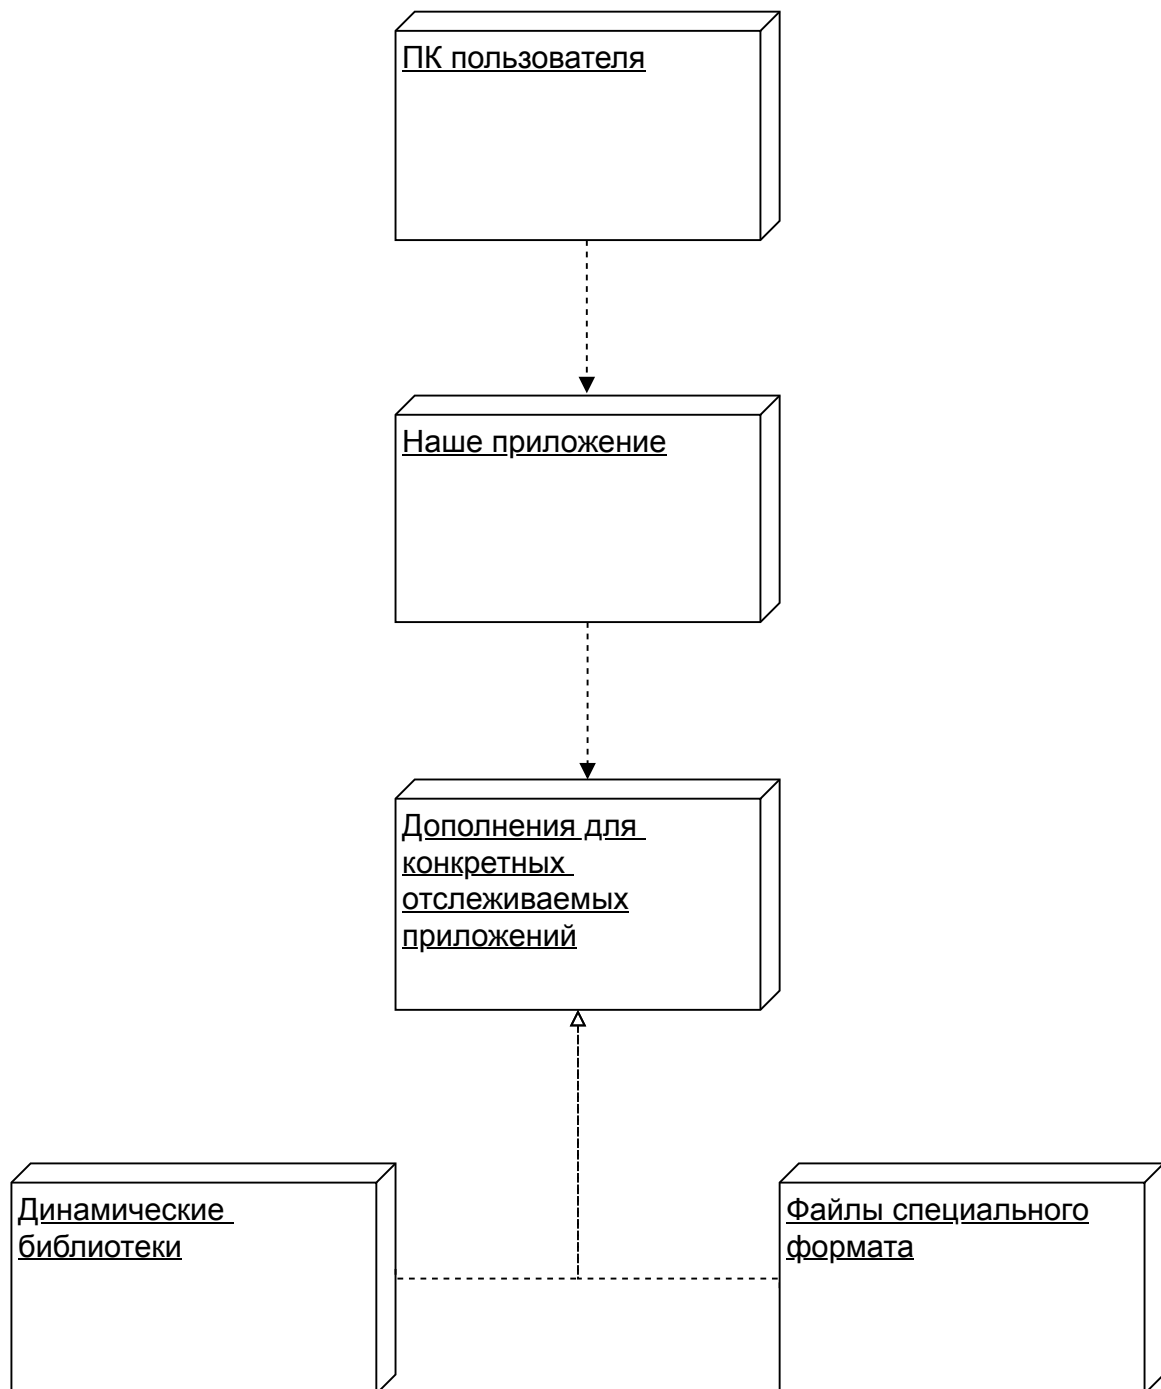 ПК пользователя
Наше приложение
Дополнения для
конкретных
отслеживаемых
приложений
Динамические
библиотеки
Файлы специального
формата